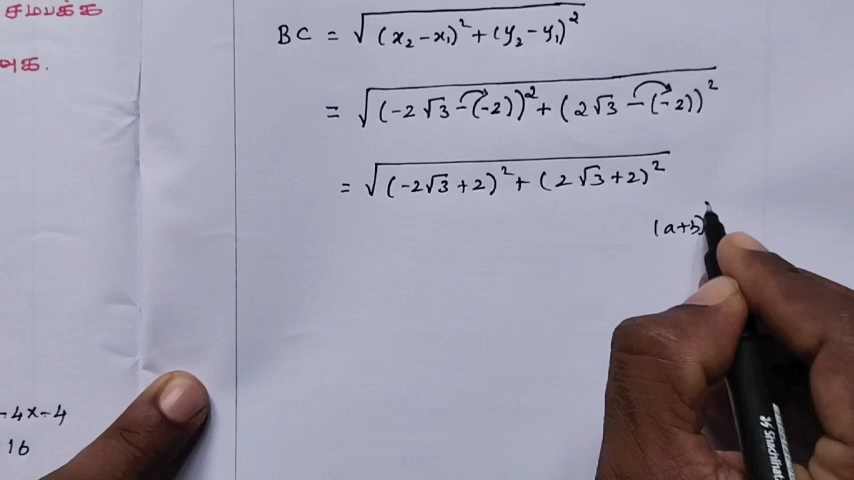 சமபக்க
BC = √(x₂ - x₁)² + (y₂ - y₁)²
= √(-2√3 - (-2))² + (2√3 - (-2))²
= √(-2√3 + 2)² + (2√3 + 2)²
(a+b)
-4x-4
16